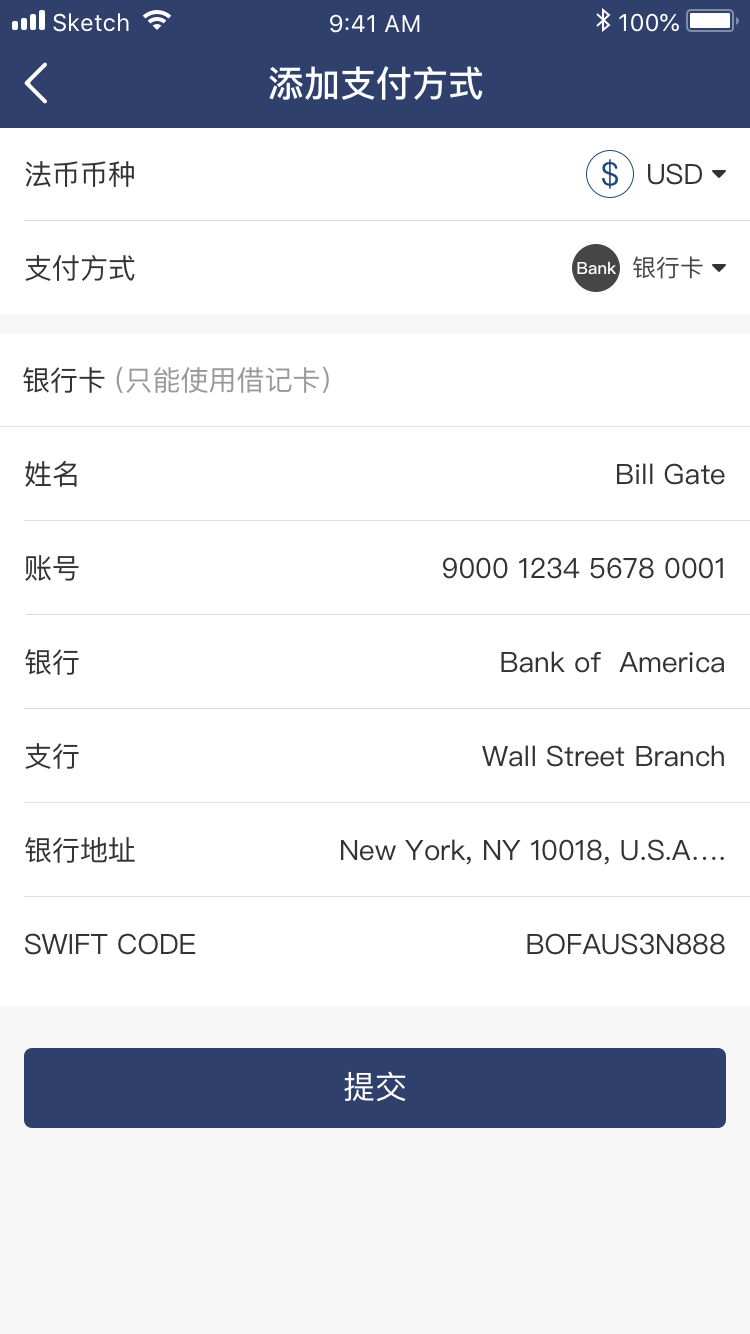 Sketch 9:41 AM 100%
添加支付方式
法币币种 $ USD
支付方式 Bank 银行卡
银行卡 (只能使用借记卡)
姓名 Bill Gate
账号 9000 1234 5678 0001
银行 Bank of  America
支行 Wall Street Branch
银行地址 New York, NY 10018, U.S.A....
SWIFT CODE BOFAUS3N888
提交